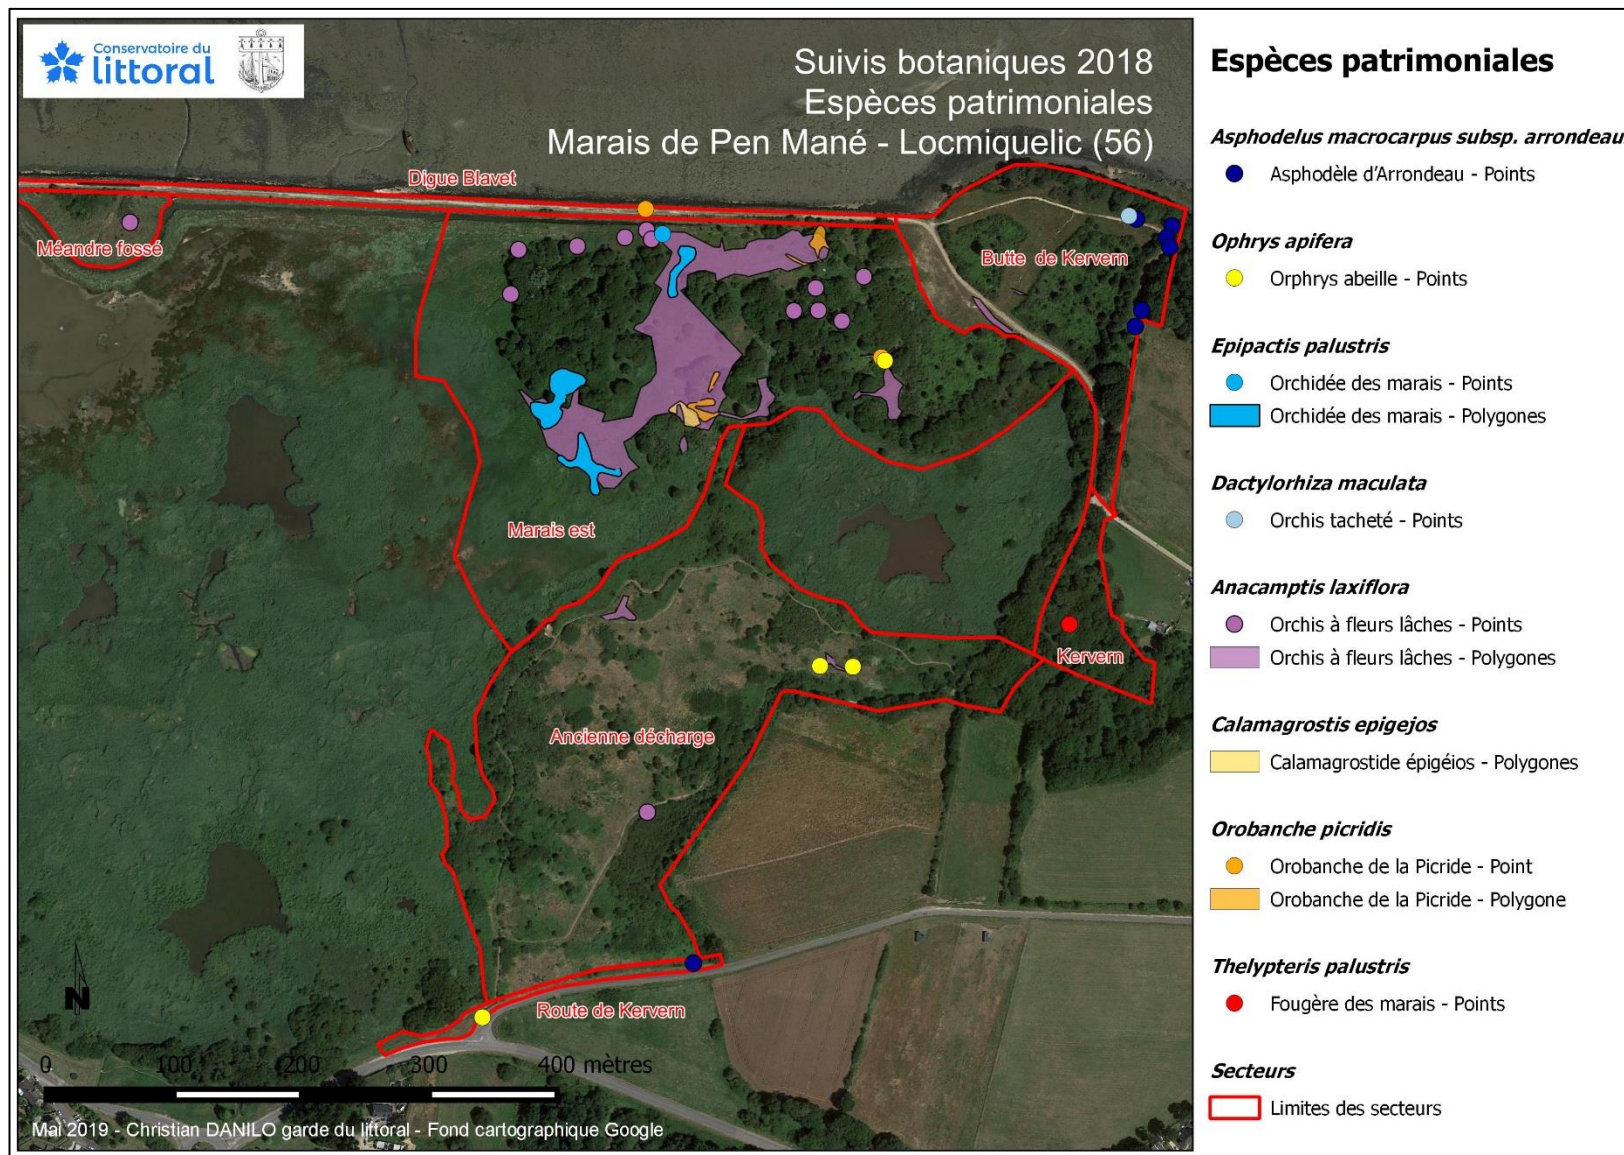 Conservatoire du
littoral
Suivis botaniques 2018
Espèces patrimoniales
Marais de Pen Mané - Locmiquelic (56)
Digue Blavet
Méandre fossé
Butte de Kervern
Marais est
Kervern
Ancienne décharge
Route de Kervern
N
0 100 200 300 400 mètres
Mai 2019 - Christian DANILO garde du littoral - Fond cartographique Google
Espèces patrimoniales
Asphodelus macrocarpus subsp. arrondeau
Asphodèle d'Arrondeau - Points
Ophrys apifera
Orphrys abeille - Points
Epipactis palustris
Orchidée des marais - Points
Orchidée des marais - Polygones
Dactylorhiza maculata
Orchis tacheté - Points
Anacamptis laxiflora
Orchis à fleurs lâches - Points
Orchis à fleurs lâches - Polygones
Calamagrostis epigejos
Calamagrostide épigéios - Polygones
Orobanche picridis
Orobanche de la Picride - Point
Orobanche de la Picride - Polygone
Thelypteris palustris
Fougère des marais - Points
Secteurs
Limites des secteurs